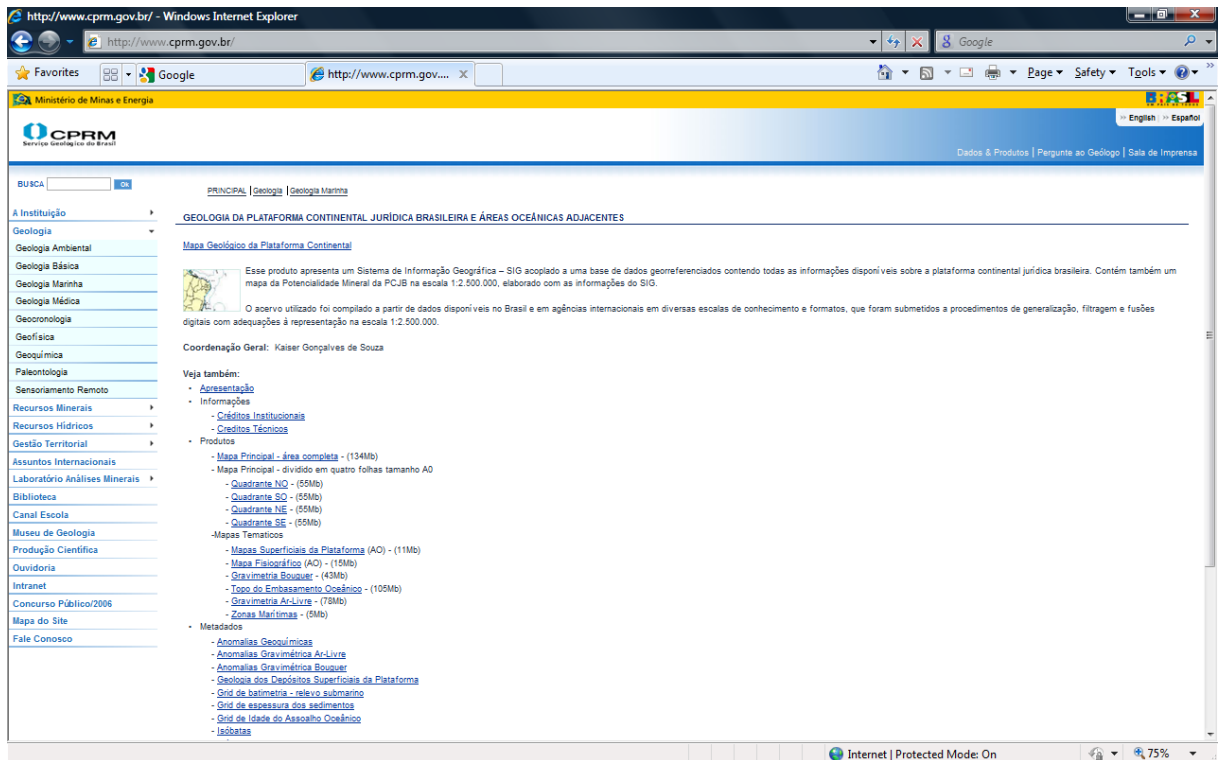 http://www.cprm.gov.br/ - Windows Internet Explorer
http://www.cprm.gov.br/
Google
Favorites
Google
http://www.cprm.gov....
Page
Safety
Tools
Ministério de Minas e Energia
BRASIL
UM PAÍS DE TODOS
» English | » Español
CPRM
Serviço Geológico do Brasil
Dados & Produtos | Pergunte ao Geólogo | Sala de Imprensa
BUSCA
Ok
PRINCIPAL | Geologia | Geologia Marinha
A Instituição
Geologia
Geologia Ambiental
Geologia Básica
Geologia Marinha
Geologia Médica
Geocronologia
Geofísica
Geoquímica
Paleontologia
Sensoriamento Remoto
Recursos Minerais
Recursos Hídricos
Gestão Territorial
Assuntos Internacionais
Laboratório Análises Minerais
Biblioteca
Canal Escola
Museu de Geologia
Produção Científica
Ouvidoria
Intranet
Concurso Público/2006
Mapa do Site
Fale Conosco
GEOLOGIA DA PLATAFORMA CONTINENTAL JURÍDICA BRASILEIRA E ÁREAS OCEÂNICAS ADJACENTES
Mapa Geológico da Plataforma Continental
Esse produto apresenta um Sistema de Informação Geográfica – SIG acoplado a uma base de dados georreferenciados contendo todas as informações disponíveis sobre a plataforma continental jurídica brasileira. Contém também um
mapa da Potencialidade Mineral da PCJB na escala 1:2.500.000, elaborado com as informações do SIG.
O acervo utilizado foi compilado a partir de dados disponíveis no Brasil e em agências internacionais em diversas escalas de conhecimento e formatos, que foram submetidos a procedimentos de generalização, filtragem e fusões
digitais com adequações á representação na escala 1:2.500.000.
Coordenação Geral: Kaiser Gonçalves de Souza
Veja também:
• Apresentação
• Informações
- Créditos Institucionais
- Creditos Técnicos
• Produtos
- Mapa Principal - área completa - (134Mb)
- Mapa Principal - dividido em quatro folhas tamanho A0
- Quadrante NO - (55Mb)
- Quadrante SO - (55Mb)
- Quadrante NE - (55Mb)
- Quadrante SE - (55Mb)
-Mapas Tematicos
- Mapas Superficiais da Plataforma (AO) - (11Mb)
- Mapa Fisiográfico (AO) - (15Mb)
- Gravimetria Bouguer - (43Mb)
- Topo do Embasamento Oceânico - (105Mb)
- Gravimetria Ar-Livre - (78Mb)
- Zonas Marítimas - (5Mb)
• Metadados
- Anomalias Geoquímicas
- Anomalias Gravimétrica Ar-Livre
- Anomalias Gravimétrica Bouguer
- Geologia dos Depósitos Superficiais da Plataforma
- Grid de batimetria - relevo submarino
- Grid de espessura dos sedimentos
- Grid de Idade do Assoalho Oceânico
- Isóbatas
Internet | Protected Mode: On
75%